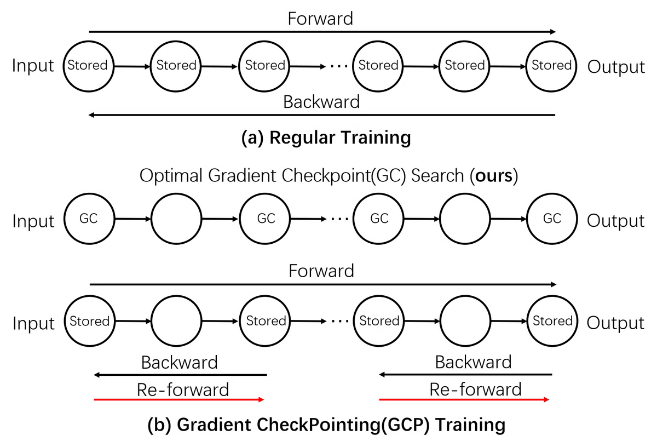 Forward
Input Stored Stored Stored ... Stored Stored Stored Output
Backward
(a) Regular Training
Optimal Gradient Checkpoint(GC) Search (ours)
Input GC GC ... GC GC Output
Forward
Input Stored Stored ... Stored Stored Output
Backward Backward
Re-forward Re-forward
(b) Gradient CheckPointing(GCP) Training